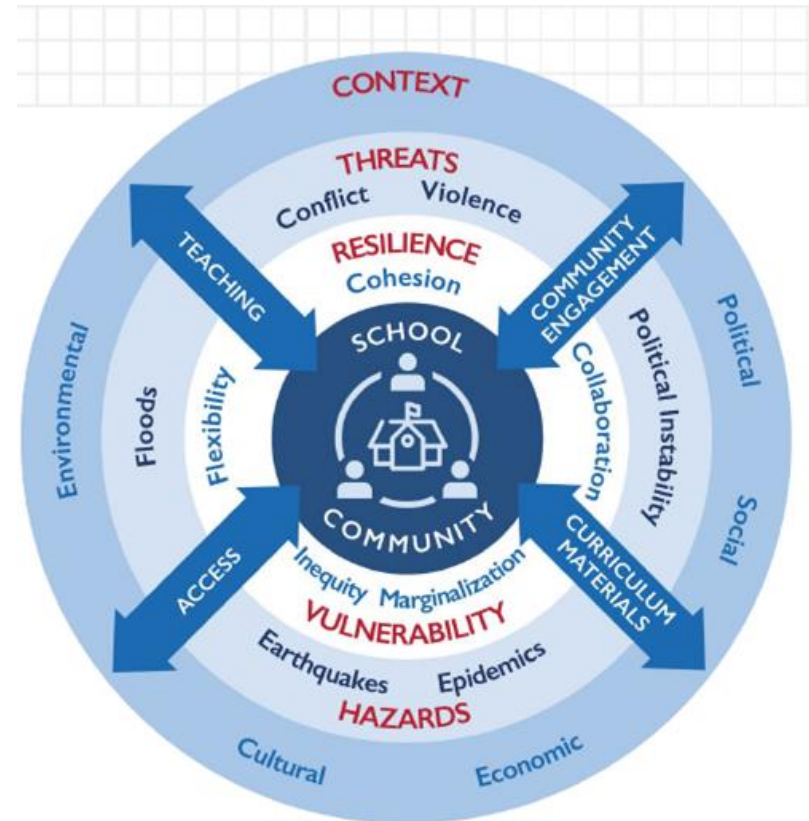 CONTEXT
THREATS
Conflict Violence
RESILIENCE
Cohesion
TEACHING
COMMUNITY
ENGAGEMENT
SCHOOL
COMMUNITY
Environmental
Floods
Flexibility
Collaboration
Political Instability
Political
Social
ACCESS
CURRICULUM
MATERIALS
Inequity Marginalization
VULNERABILITY
Earthquakes Epidemics
HAZARDS
Cultural Economic